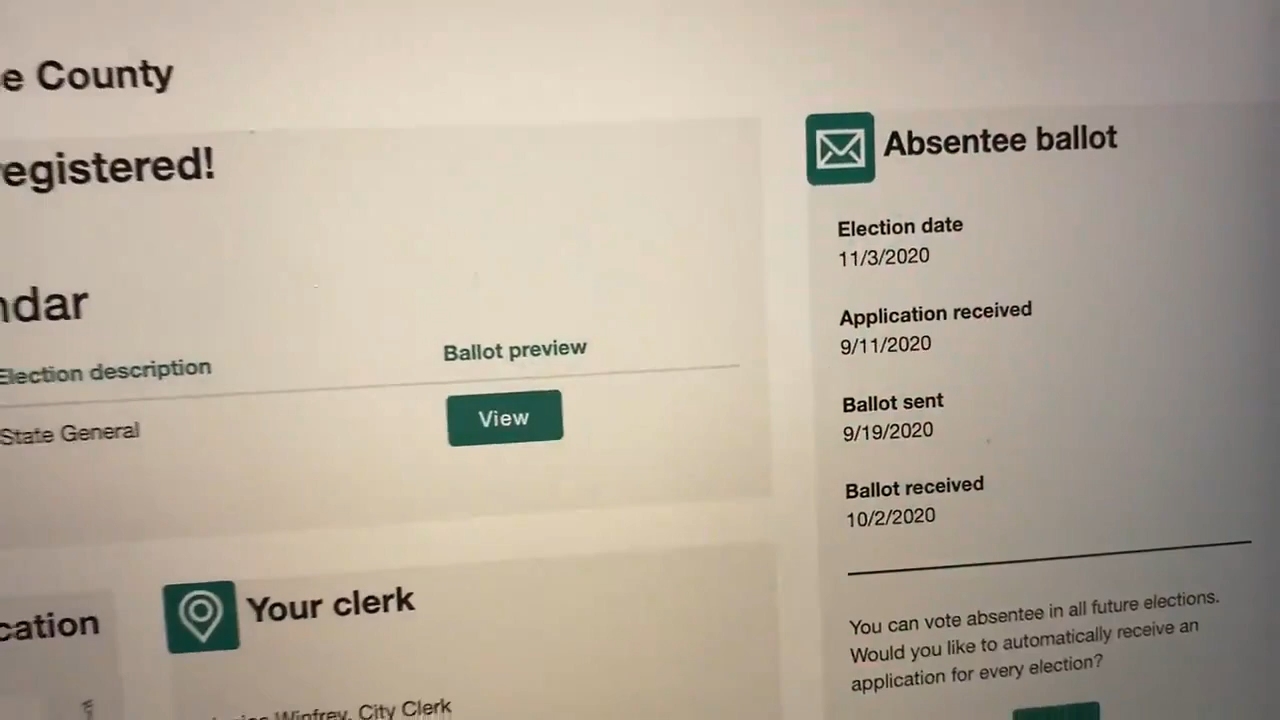 e County
egistered!
ndar
Election description
Ballot preview
State General
View
cation
Your clerk
Winfrey, City Clerk
Absentee ballot
Election date
11/3/2020
Application received
9/11/2020
Ballot sent
9/19/2020
Ballot received
10/2/2020
You can vote absentee in all future elections.
Would you like to automatically receive an
application for every election?